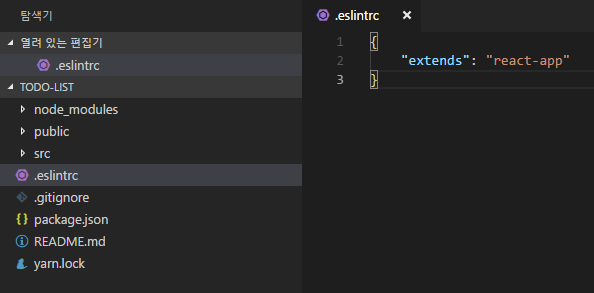 탐색기
열려 있는 편집기
.eslintrc
TODO-LIST
node_modules
public
src
.eslintrc
.gitignore
package.json
README.md
yarn.lock
.eslintrc
1 {
2 "extends": "react-app"
3 }